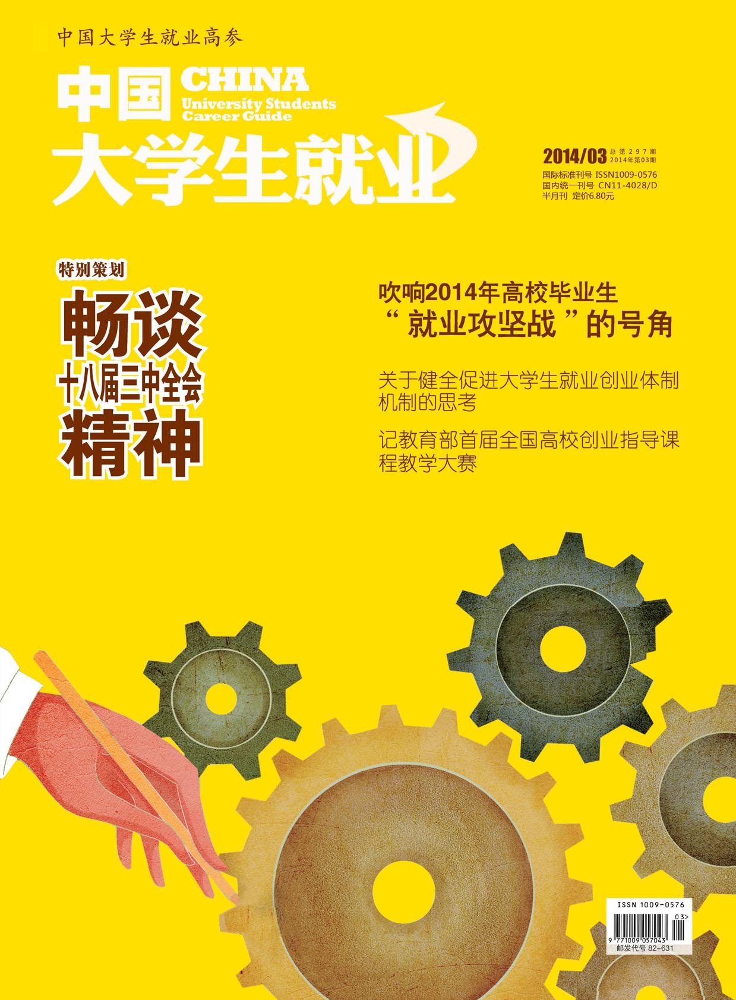 中国大学生就业高参
中国
CHINA
University Students
Career Guide
大学生就业
2014/03
总第297期
2014年第03期
国际标准刊号 ISSN1009-0576
国内统一刊号 CN11-4028/D
半月刊 定价6.80元
特别策划
畅谈
十八届三中全会
精神
吹响2014年高校毕业生
“就业攻坚战”的号角
关于健全促进大学生就业创业体制
机制的思考
记教育部首届全国高校创业指导课
程教学大赛
ISSN 1009-0576
03>
9 771009 057043
邮发代号 82-631